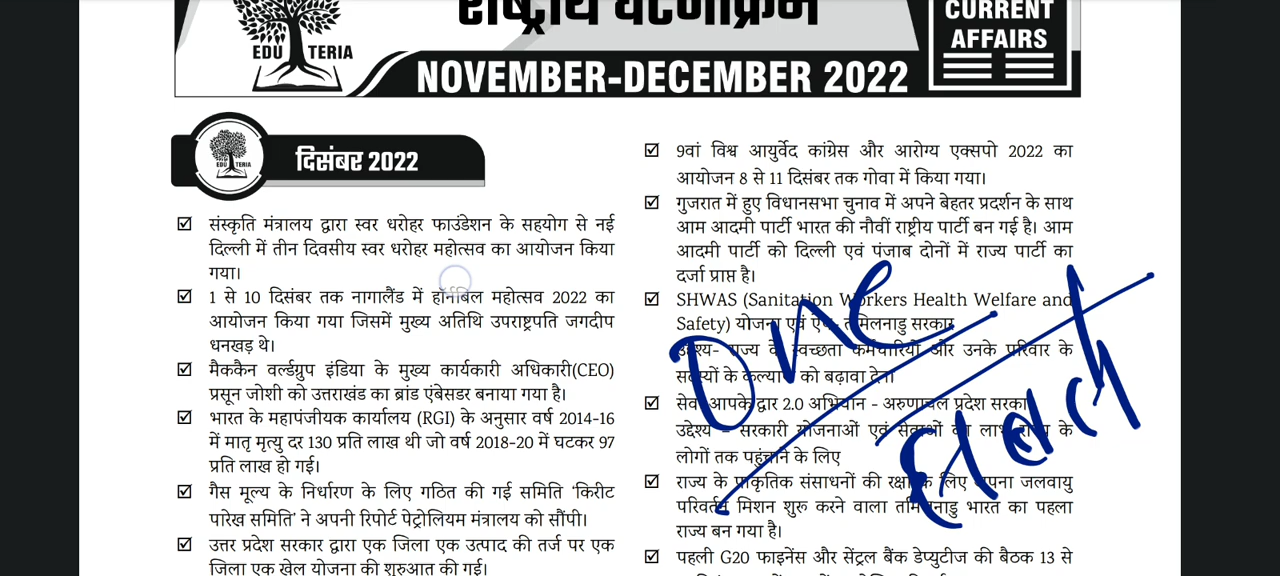 राष्ट्रीय घटनाक्रम
CURRENT
AFFAIRS
EDU TERIA
NOVEMBER-DECEMBER 2022
EDU TERIA
दिसंबर 2022
संस्कृति मंत्रालय द्वारा स्वर धरोहर फाउंडेशन के सहयोग से नई
दिल्ली में तीन दिवसीय स्वर धरोहर महोत्सव का आयोजन किया
गया।
1 से 10 दिसंबर तक नागालैंड में हॉर्नबिल महोत्सव 2022 का
आयोजन किया गया जिसमें मुख्य अतिथि उपराष्ट्रपति जगदीप
धनखड़ थे।
मैककैन वर्ल्डग्रुप इंडिया के मुख्य कार्यकारी अधिकारी(CEO)
प्रसून जोशी को उत्तराखंड का ब्रांड एंबेसडर बनाया गया है।
भारत के महापंजीयक कार्यालय (RGI) के अनुसार वर्ष 2014-16
में मातृ मृत्यु दर 130 प्रति लाख थी जो वर्ष 2018-20 में घटकर 97
प्रति लाख हो गई।
गैस मूल्य के निर्धारण के लिए गठित की गई समिति ‘किरीट
पारेख समिति’ ने अपनी रिपोर्ट पेट्रोलियम मंत्रालय को सौंपी।
उत्तर प्रदेश सरकार द्वारा एक जिला एक उत्पाद की तर्ज पर एक
जिला एक खेल योजना की शुरुआत की गई।
9वां विश्व आयुर्वेद कांग्रेस और आरोग्य एक्सपो 2022 का
आयोजन 8 से 11 दिसंबर तक गोवा में किया गया।
गुजरात में हुए विधानसभा चुनाव में अपने बेहतर प्रदर्शन के साथ
आम आदमी पार्टी भारत की नौवीं राष्ट्रीय पार्टी बन गई है। आम
आदमी पार्टी को दिल्ली एवं पंजाब दोनों में राज्य पार्टी का
दर्जा प्राप्त है।
SHWAS (Sanitation Workers Health Welfare and
Safety) योजना एवं ऐप- तमिलनाडु सरकार
उद्देश्य- राज्य के स्वच्छता कर्मचारियों और उनके परिवार के
सदस्यों के कल्याण को बढ़ावा देना।
सेवा आपके द्वार 2.0 अभियान - अरुणाचल प्रदेश सरकार
उद्देश्य - सरकारी योजनाओं एवं सेवाओं का लाभ राज्य के
लोगों तक पहुंचाने के लिए
राज्य के प्राकृतिक संसाधनों की रक्षा के लिए अपना जलवायु
परिवर्तन मिशन शुरू करने वाला तमिलनाडु भारत का पहला
राज्य बन गया है।
पहली G20 फाइनेंस और सेंट्रल बैंक डेप्युटीज की बैठक 13 से
one